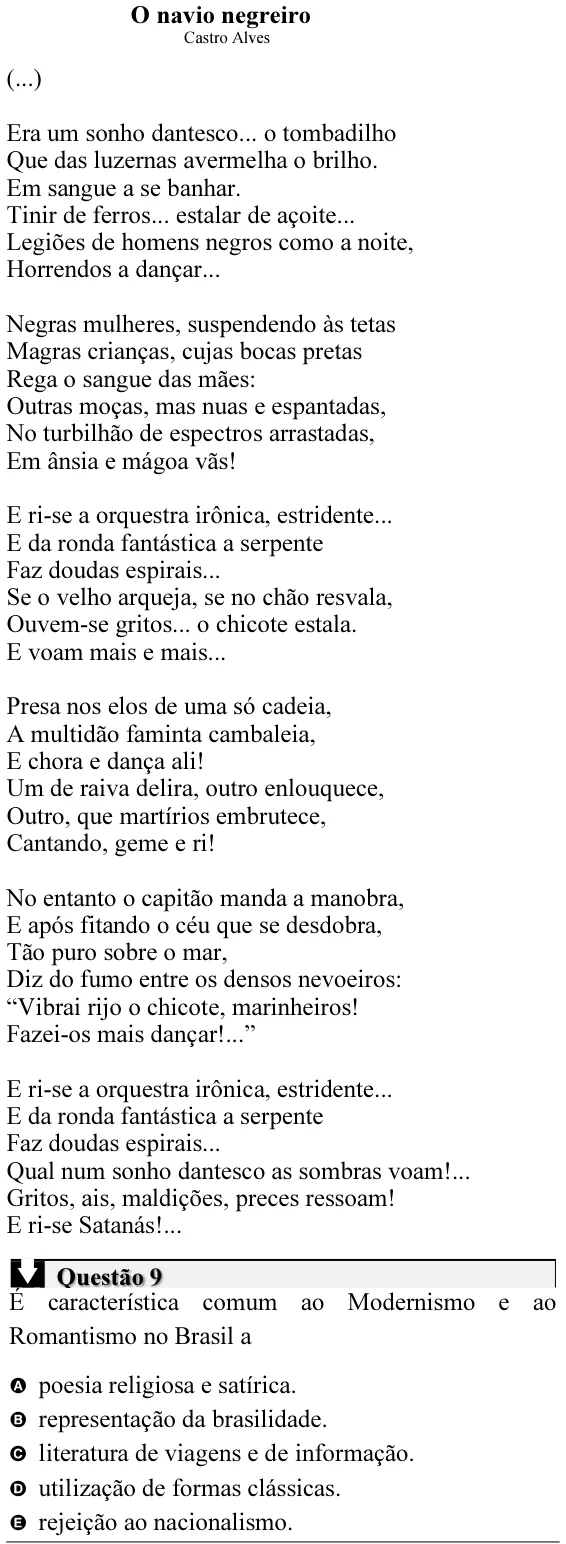 O navio negreiro
Castro Alves
(...)
Era um sonho dantesco... o tombadilho
Que das luzernas avermelha o brilho.
Em sangue a se banhar.
Tinir de ferros... estalar de açoite...
Legiões de homens negros como a noite,
Horrendos a dançar...
Negras mulheres, suspendendo às tetas
Magras crianças, cujas bocas pretas
Rega o sangue das mães:
Outras moças, mas nuas e espantadas,
No turbilhão de espectros arrastadas,
Em ânsia e mágoa vãs!
E ri-se a orquestra irônica, estridente...
E da ronda fantástica a serpente
Faz doudas espirais...
Se o velho arqueja, se no chão resvala,
Ouvem-se gritos... o chicote estala.
E voam mais e mais...
Presa nos elos de uma só cadeia,
A multidão faminta cambaleia,
E chora e dança ali!
Um de raiva delira, outro enlouquece,
Outro, que martírios embrutece,
Cantando, geme e ri!
No entanto o capitão manda a manobra,
E após fitando o céu que se desdobra,
Tão puro sobre o mar,
Diz do fumo entre os densos nevoeiros:
“Vibrai rijo o chicote, marinheiros!
Fazei-os mais dançar!...”
E ri-se a orquestra irônica, estridente...
E da ronda fantástica a serpente
Faz doudas espirais...
Qual num sonho dantesco as sombras voam!...
Gritos, ais, maldições, preces ressoam!
E ri-se Satanás!...
Questão 9
É característica comum ao Modernismo e ao
Romantismo no Brasil a
A poesia religiosa e satírica.
B representação da brasilidade.
C literatura de viagens e de informação.
D utilização de formas clássicas.
E rejeição ao nacionalismo.